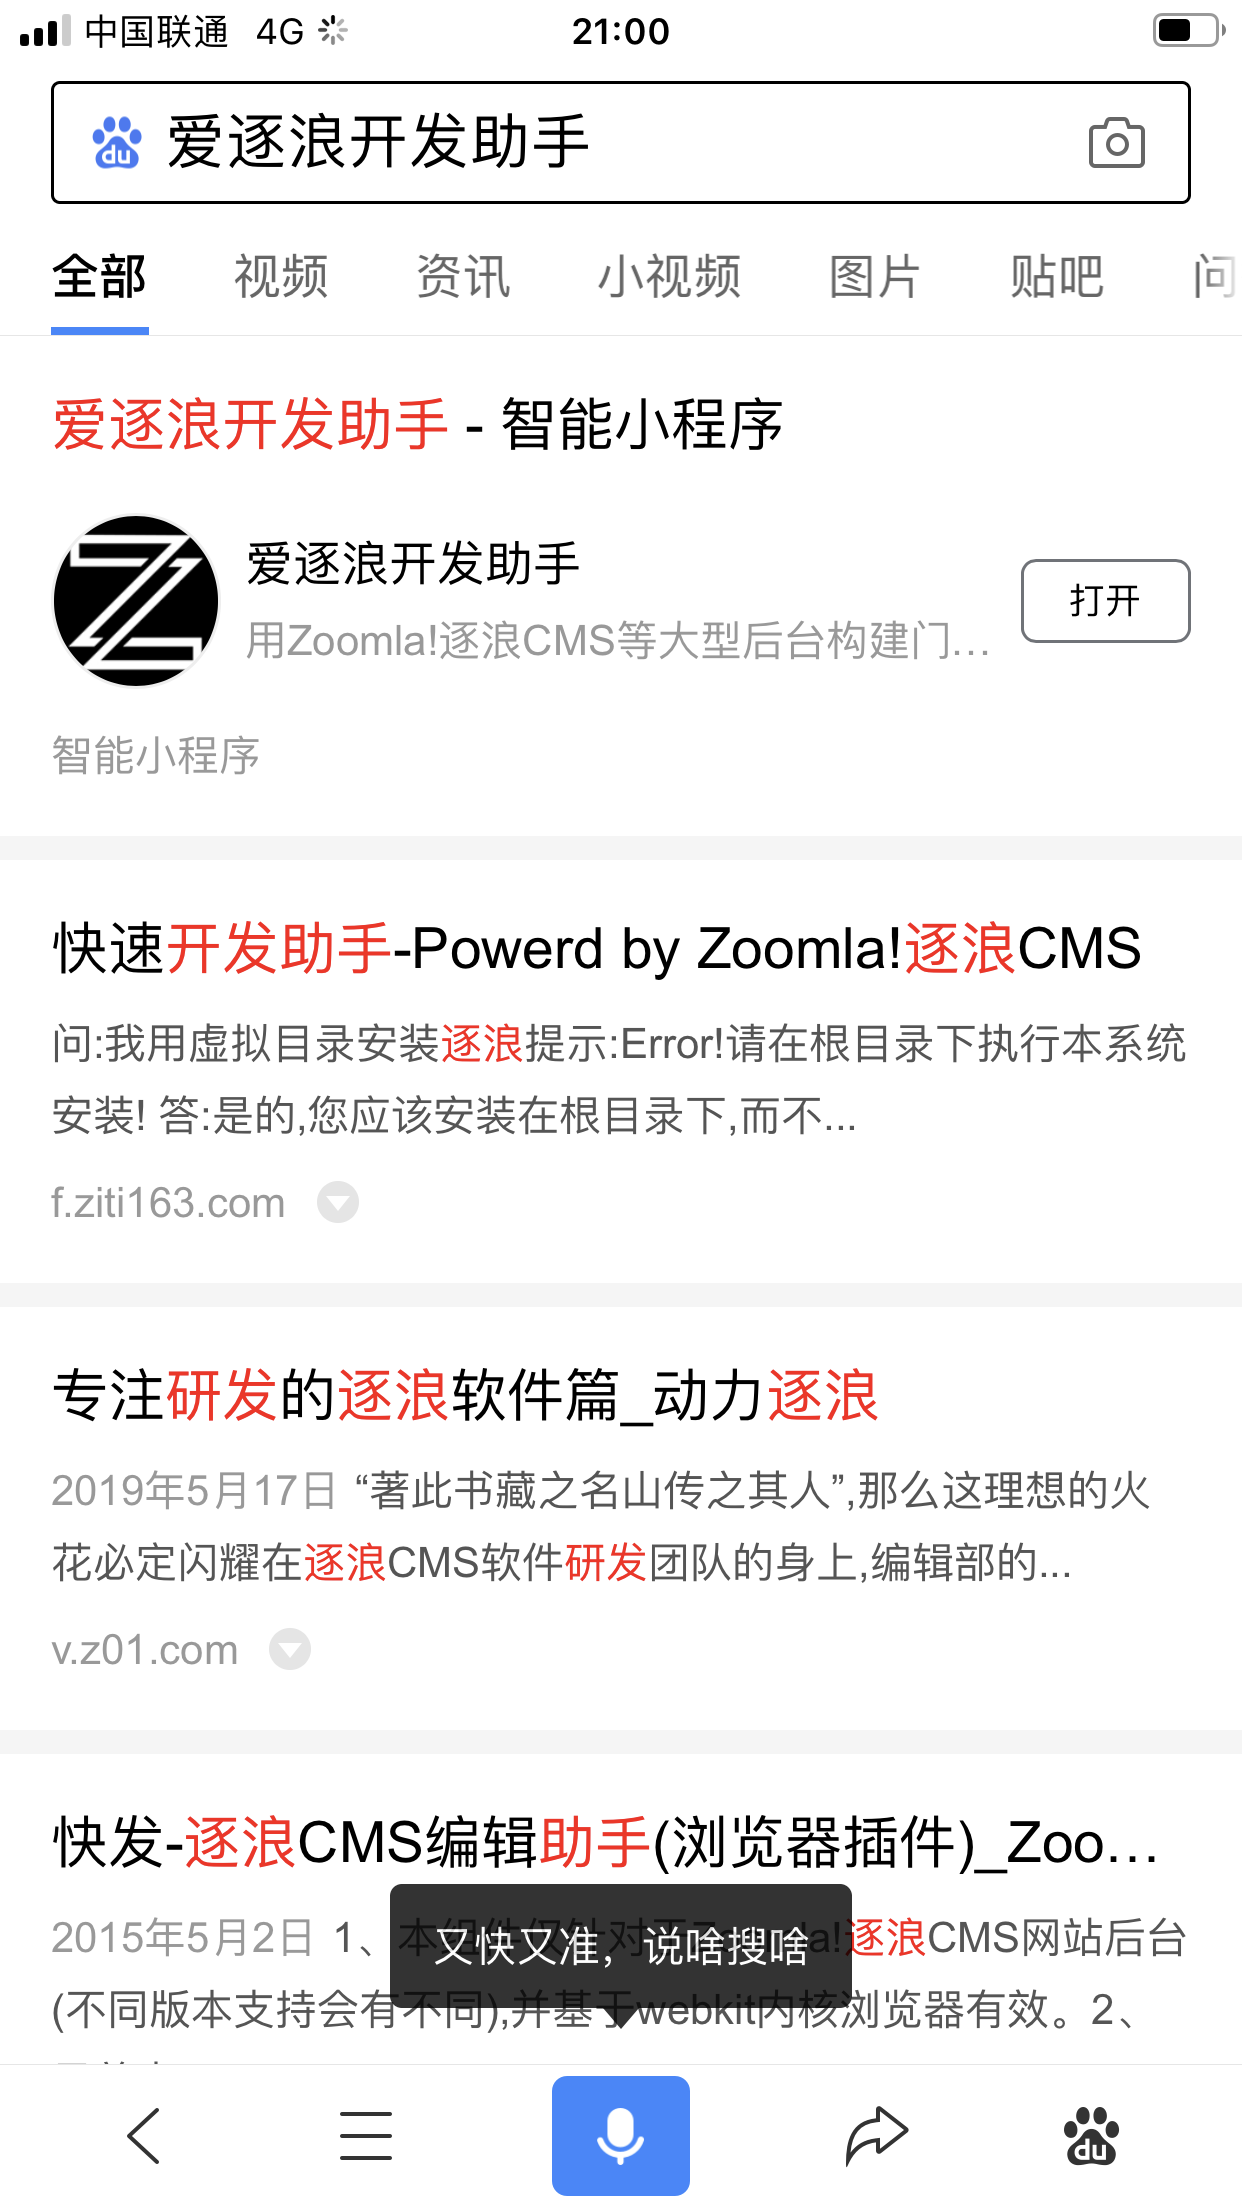 中国联通 4G 21:00
du 爱逐浪开发助手
全部 视频 资讯 小视频 图片 贴吧 问
爱逐浪开发助手 - 智能小程序
爱逐浪开发助手
用Zoomla!逐浪CMS等大型后台构建门...
打开
智能小程序
快速开发助手-Powerd by Zoomla!逐浪CMS
问:我用虚拟目录安装逐浪提示:Error!请在根目录下执行本系统
安装! 答:是的,您应该安装在根目录下,而不...
f.ziti163.com
专注研发的逐浪软件篇_动力逐浪
2019年5月17日 “著此书藏之名山传之其人”,那么这理想的火
花必定闪耀在逐浪CMS软件研发团队的身上,编辑部的...
v.z01.com
快发-逐浪CMS编辑助手(浏览器插件)_Zoo...
2015年5月2日 1、本组件仅针对于Zoomla!逐浪CMS网站后台
又快又准，说啥搜啥
(不同版本支持会有不同),并基于webkit内核浏览器有效。2、
du